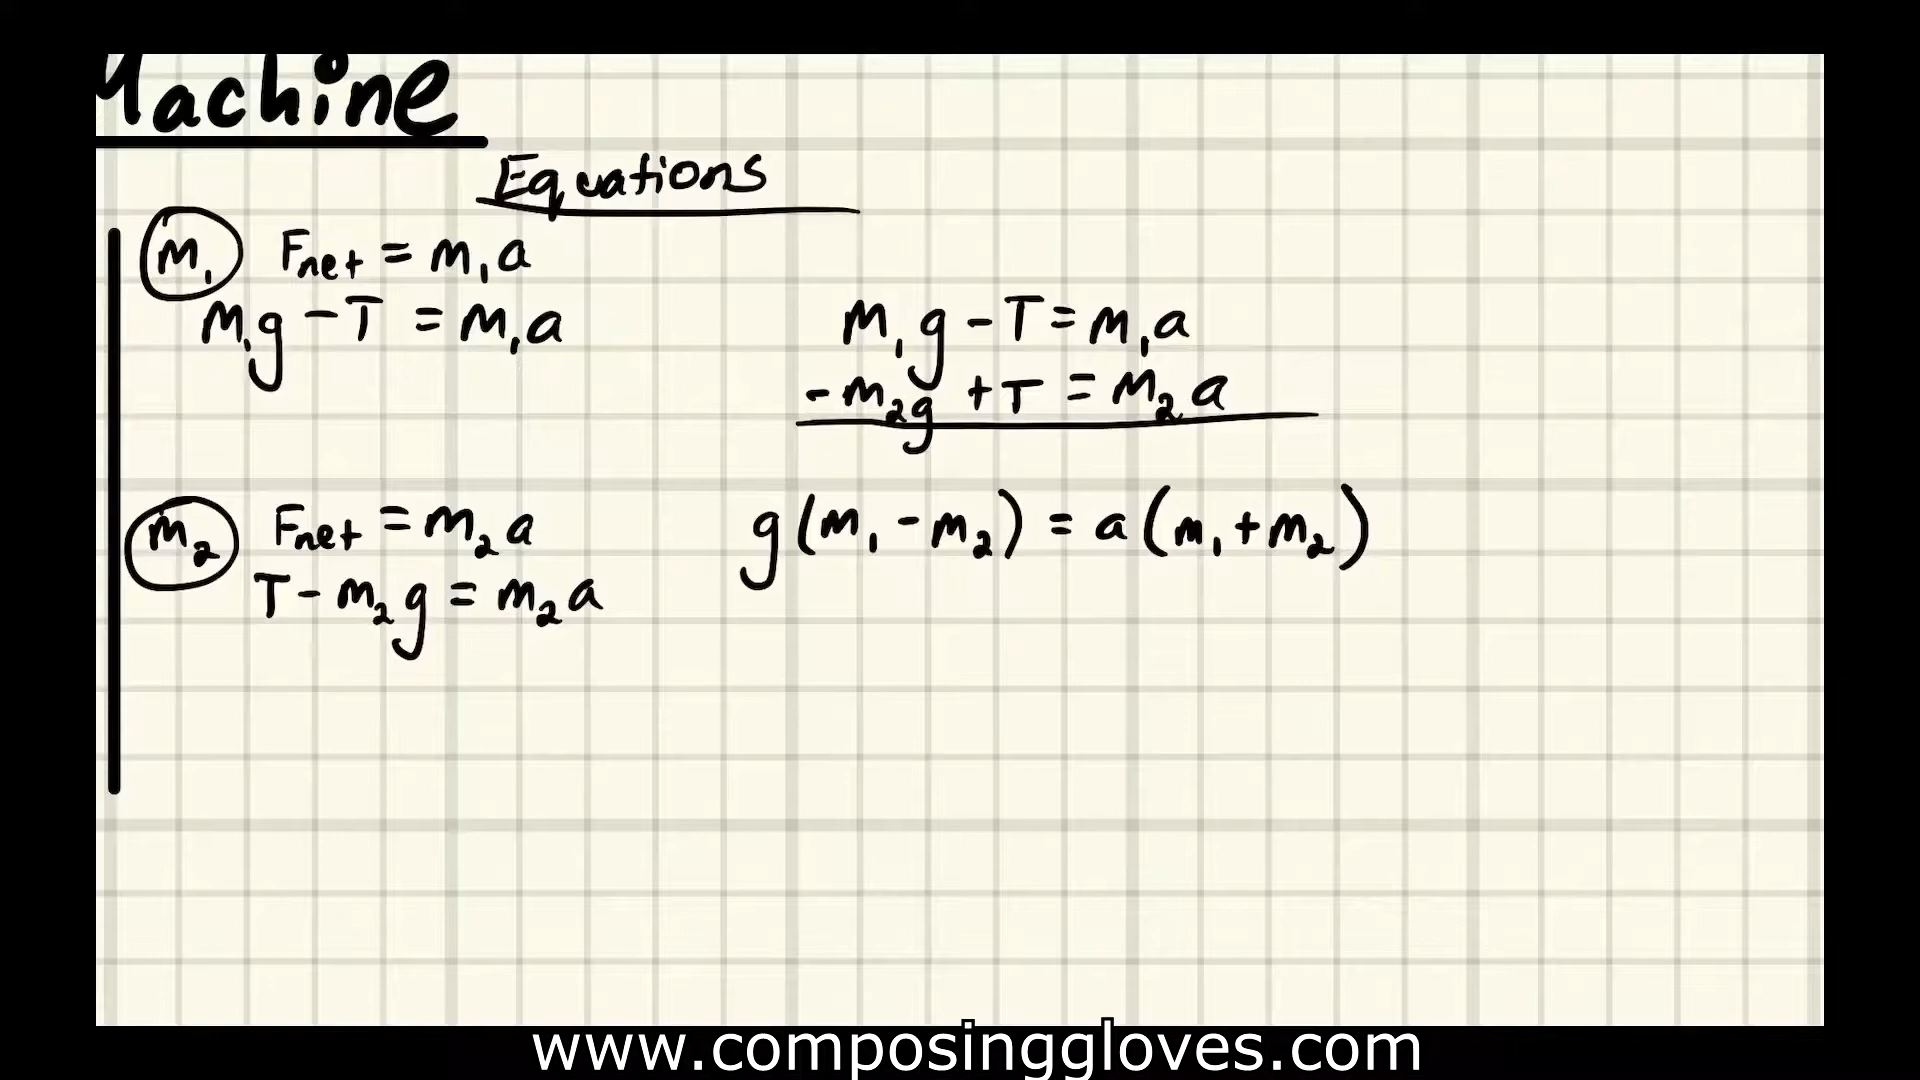 Machine
Equations
m₁ Fnet = m₁a
m₁g - T = m₁a
m₂ Fnet = m₂a
T - m₂g = m₂a
m₁g - T = m₁a
- m₂g + T = m₂a
g(m₁ - m₂) = a(m₁ + m₂)
www.composinggloves.com